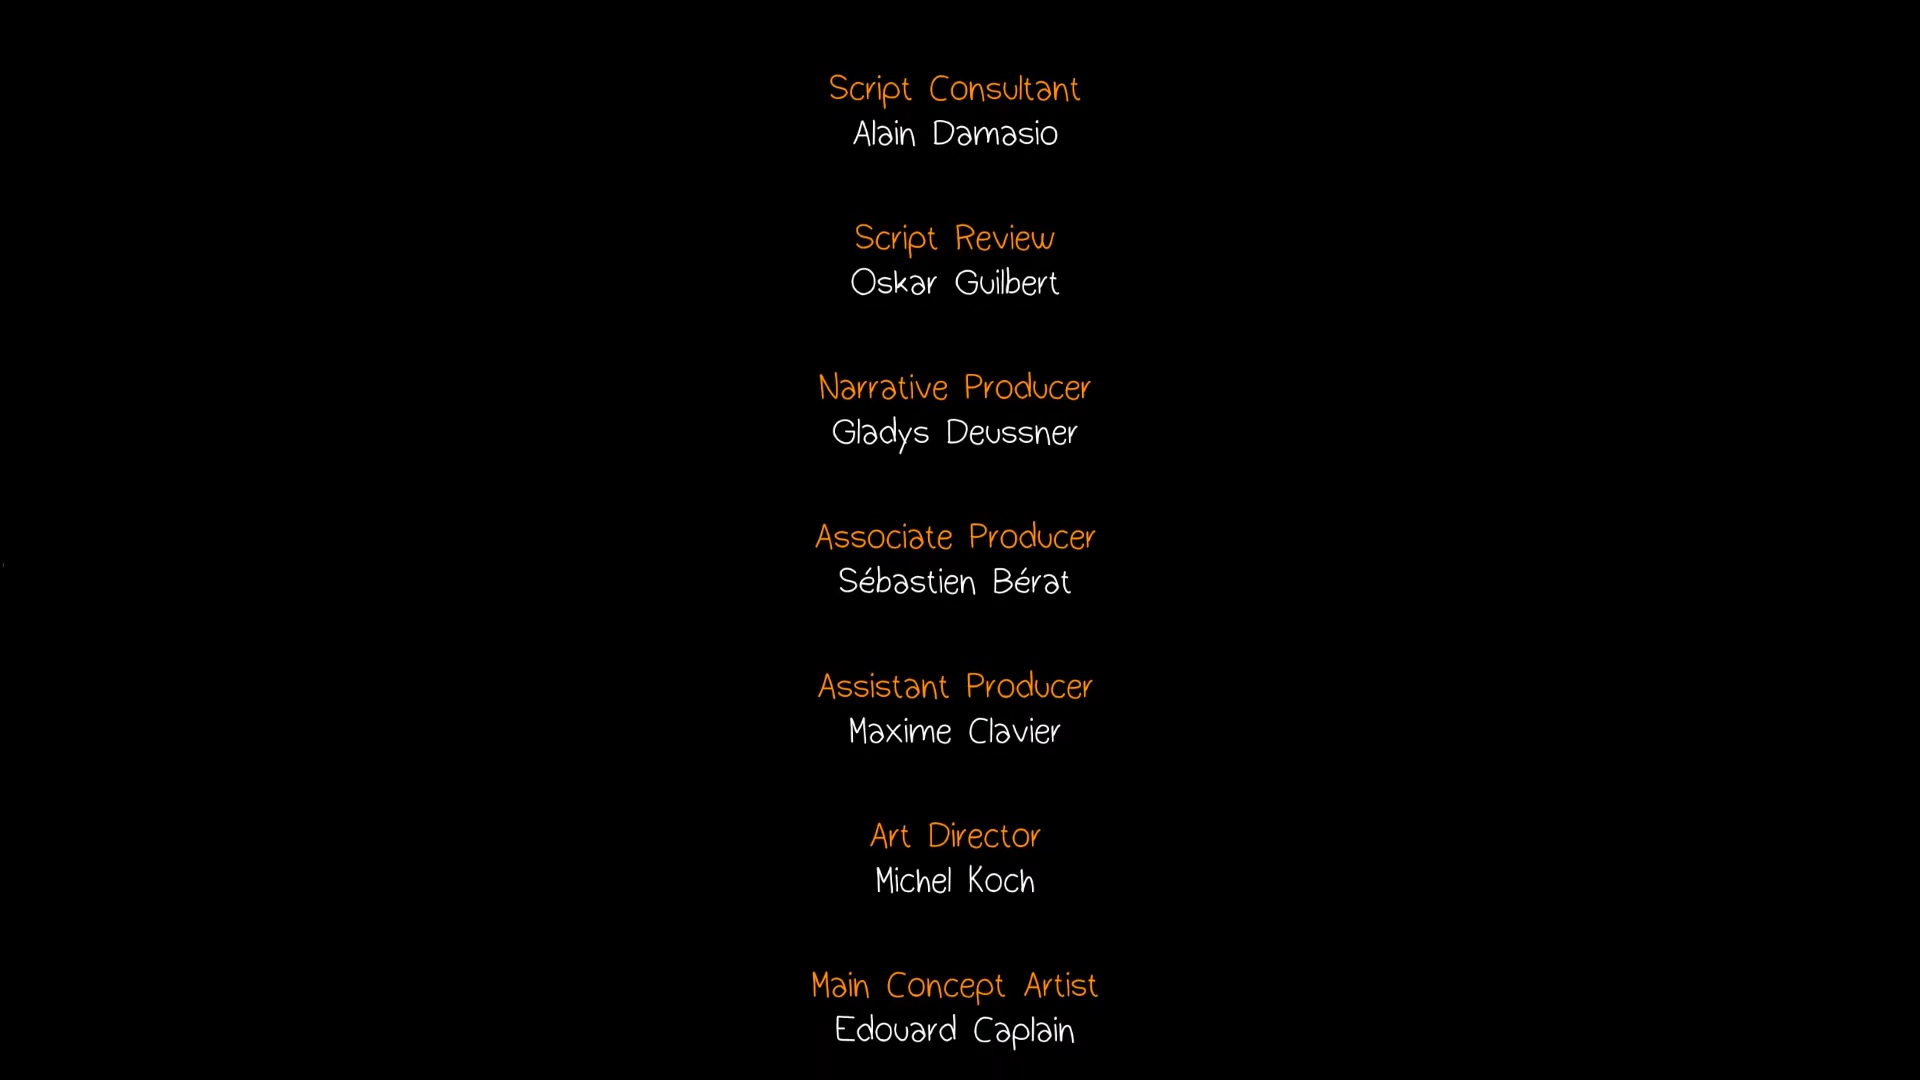 Script Consultant
Alain Damasio
Script Review
Oskar Guilbert
Narrative Producer
Gladys Deussner
Associate Producer
Sébastien Bérat
Assistant Producer
Maxime Clavier
Art Director
Michel Koch
Main Concept Artist
Edouard Caplain